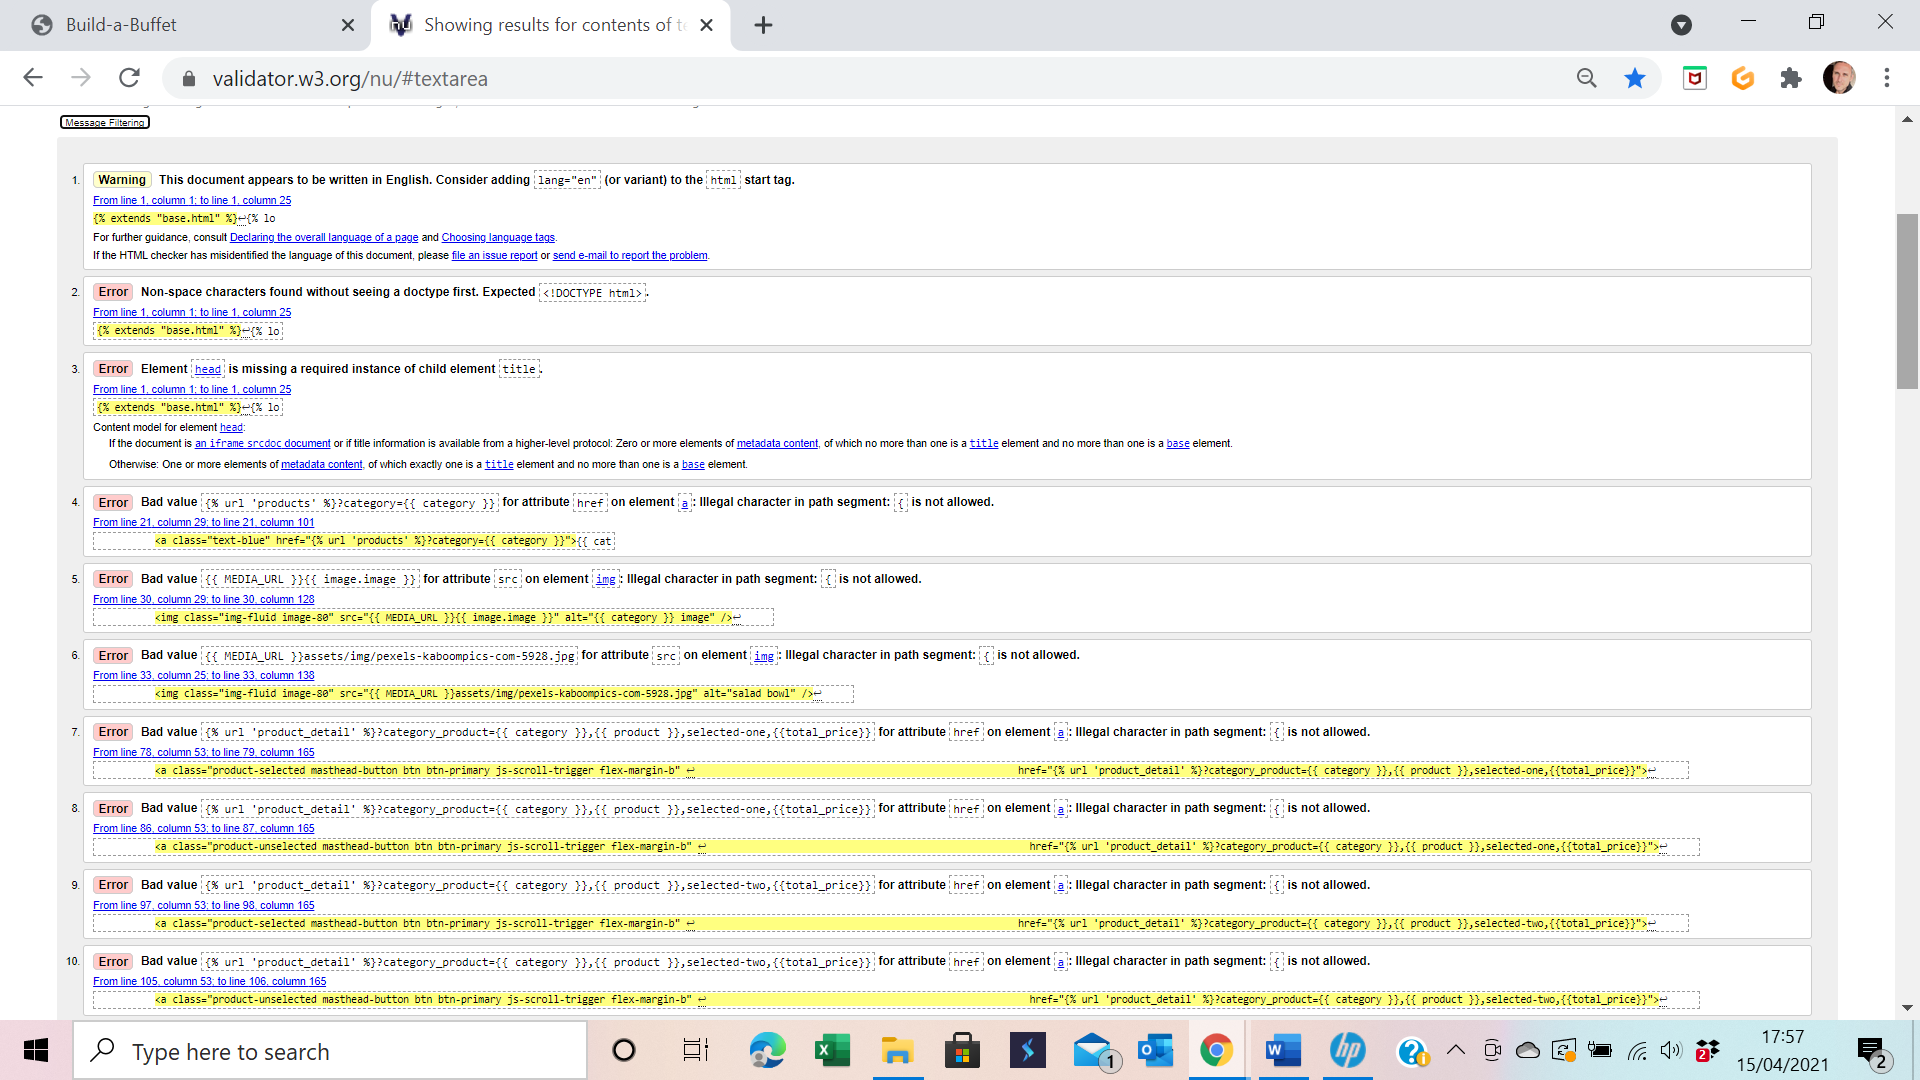 Build-a-Buffet
Showing results for contents of te
validator.w3.org/nu/#textarea
Message Filtering
1. Warning This document appears to be written in English. Consider adding lang="en" (or variant) to the html start tag.
From line 1, column 1; to line 1, column 25
{% extends "base.html" %}↩{% lo
For further guidance, consult Declaring the overall language of a page and Choosing language tags.
If the HTML checker has misidentified the language of this document, please file an issue report or send e-mail to report the problem.
2. Error Non-space characters found without seeing a doctype first. Expected <!DOCTYPE html>.
From line 1, column 1; to line 1, column 25
{% extends "base.html" %}↩{% lo
3. Error Element head is missing a required instance of child element title.
From line 1, column 1; to line 1, column 25
{% extends "base.html" %}↩{% lo
Content model for element head:
If the document is an iframe srcdoc document or if title information is available from a higher-level protocol: Zero or more elements of metadata content, of which no more than one is a title element and no more than one is a base element.
Otherwise: One or more elements of metadata content, of which exactly one is a title element and no more than one is a base element.
4. Error Bad value {% url 'products' %}?category={{ category }} for attribute href on element a: Illegal character in path segment: { is not allowed.
From line 21, column 29; to line 21, column 101
<a class="text-blue" href="{% url 'products' %}?category={{ category }}">{{ cat
5. Error Bad value {{ MEDIA_URL }}{{ image.image }} for attribute src on element img: Illegal character in path segment: { is not allowed.
From line 30, column 29; to line 30, column 128
<img class="img-fluid image-80" src="{{ MEDIA_URL }}{{ image.image }}" alt="{{ category }} image" />↩
6. Error Bad value {{ MEDIA_URL }}assets/img/pexels-kaboompics-com-5928.jpg for attribute src on element img: Illegal character in path segment: { is not allowed.
From line 33, column 25; to line 33, column 138
<img class="img-fluid image-80" src="{{ MEDIA_URL }}assets/img/pexels-kaboompics-com-5928.jpg" alt="salad bowl" />↩
7. Error Bad value {% url 'product_detail' %}?category_product={{ category }},{{ product }},selected-one,{{total_price}} for attribute href on element a: Illegal character in path segment: { is not allowed.
From line 78, column 53; to line 79, column 165
<a class="product-selected masthead-button btn btn-primary js-scroll-trigger flex-margin-b" ↩ href="{% url 'product_detail' %}?category_product={{ category }},{{ product }},selected-one,{{total_price}}">↩
8. Error Bad value {% url 'product_detail' %}?category_product={{ category }},{{ product }},selected-one,{{total_price}} for attribute href on element a: Illegal character in path segment: { is not allowed.
From line 86, column 53; to line 87, column 165
<a class="product-unselected masthead-button btn btn-primary js-scroll-trigger flex-margin-b" ↩ href="{% url 'product_detail' %}?category_product={{ category }},{{ product }},selected-one,{{total_price}}">↩
9. Error Bad value {% url 'product_detail' %}?category_product={{ category }},{{ product }},selected-two,{{total_price}} for attribute href on element a: Illegal character in path segment: { is not allowed.
From line 97, column 53; to line 98, column 165
<a class="product-selected masthead-button btn btn-primary js-scroll-trigger flex-margin-b" ↩ href="{% url 'product_detail' %}?category_product={{ category }},{{ product }},selected-two,{{total_price}}">↩
10. Error Bad value {% url 'product_detail' %}?category_product={{ category }},{{ product }},selected-two,{{total_price}} for attribute href on element a: Illegal character in path segment: { is not allowed.
From line 105, column 53; to line 106, column 165
<a class="product-unselected masthead-button btn btn-primary js-scroll-trigger flex-margin-b" ↩ href="{% url 'product_detail' %}?category_product={{ category }},{{ product }},selected-two,{{total_price}}">↩
Type here to search
1
2
17:57
15/04/2021
2